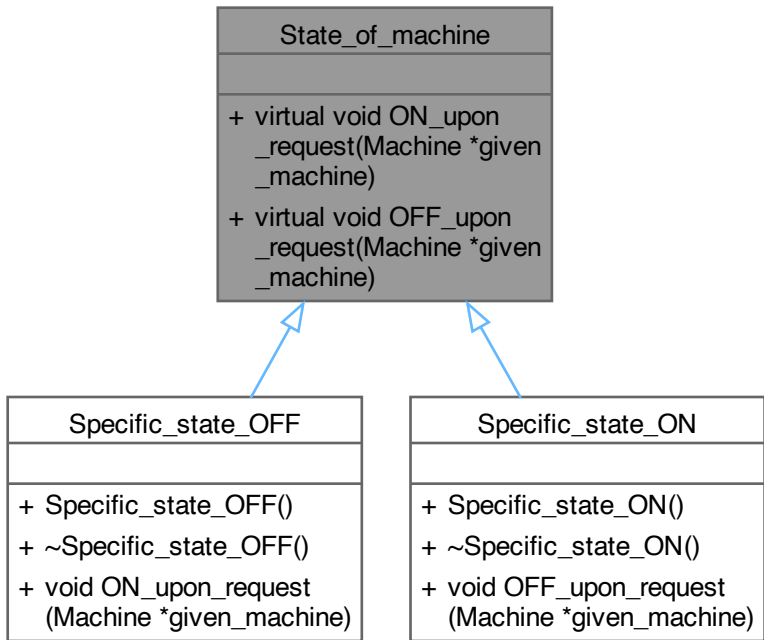 State_of_machine
+ virtual void ON_upon
_request(Machine *given
_machine)
+ virtual void OFF_upon
_request(Machine *given
_machine)
Specific_state_OFF
+ Specific_state_OFF()
+ ~Specific_state_OFF()
+ void ON_upon_request
(Machine *given_machine)
Specific_state_ON
+ Specific_state_ON()
+ ~Specific_state_ON()
+ void OFF_upon_request
(Machine *given_machine)